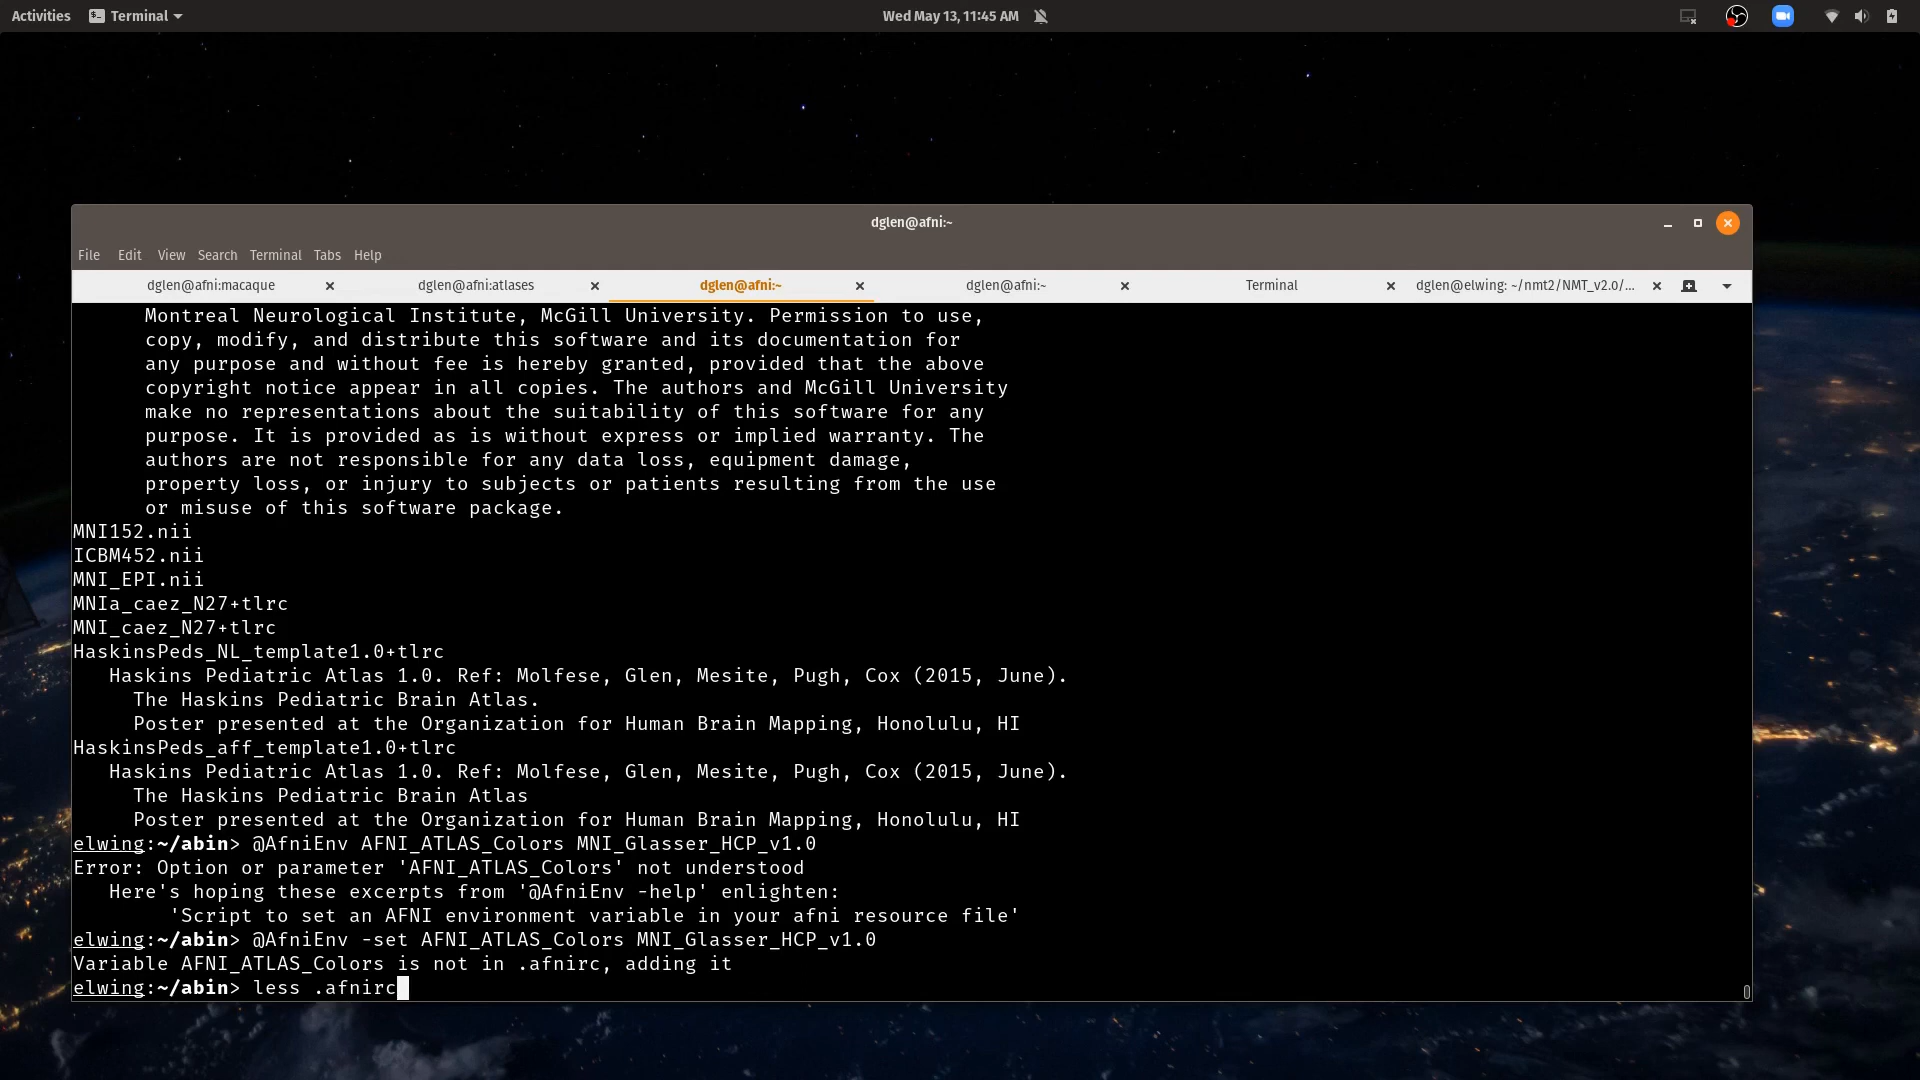 Activities Terminal Wed May 13, 11:45 AM
dglen@afni:~
File Edit View Search Terminal Tabs Help
dglen@afni:macaque dglen@afni:atlases dglen@afni:~ dglen@afni:~ Terminal dglen@elwing: ~/nmt2/NMT_v2.0/...
Montreal Neurological Institute, McGill University. Permission to use,
copy, modify, and distribute this software and its documentation for
any purpose and without fee is hereby granted, provided that the above
copyright notice appear in all copies. The authors and McGill University
make no representations about the suitability of this software for any
purpose. It is provided as is without express or implied warranty. The
authors are not responsible for any data loss, equipment damage,
property loss, or injury to subjects or patients resulting from the use
or misuse of this software package.
MNI152.nii
ICBM452.nii
MNI_EPI.nii
MNIa_caez_N27+tlrc
MNI_caez_N27+tlrc
HaskinsPeds_NL_template1.0+tlrc
Haskins Pediatric Atlas 1.0. Ref: Molfese, Glen, Mesite, Pugh, Cox (2015, June).
The Haskins Pediatric Brain Atlas.
Poster presented at the Organization for Human Brain Mapping, Honolulu, HI
HaskinsPeds_aff_template1.0+tlrc
Haskins Pediatric Atlas 1.0. Ref: Molfese, Glen, Mesite, Pugh, Cox (2015, June).
The Haskins Pediatric Brain Atlas
Poster presented at the Organization for Human Brain Mapping, Honolulu, HI
elwing:~/abin> @AfniEnv AFNI_ATLAS_Colors MNI_Glasser_HCP_v1.0
Error: Option or parameter 'AFNI_ATLAS_Colors' not understood
Here's hoping these excerpts from '@AfniEnv -help' enlighten:
'Script to set an AFNI environment variable in your afni resource file'
elwing:~/abin> @AfniEnv -set AFNI_ATLAS_Colors MNI_Glasser_HCP_v1.0
Variable AFNI_ATLAS_Colors is not in .afnirc, adding it
elwing:~/abin> less .afnirc